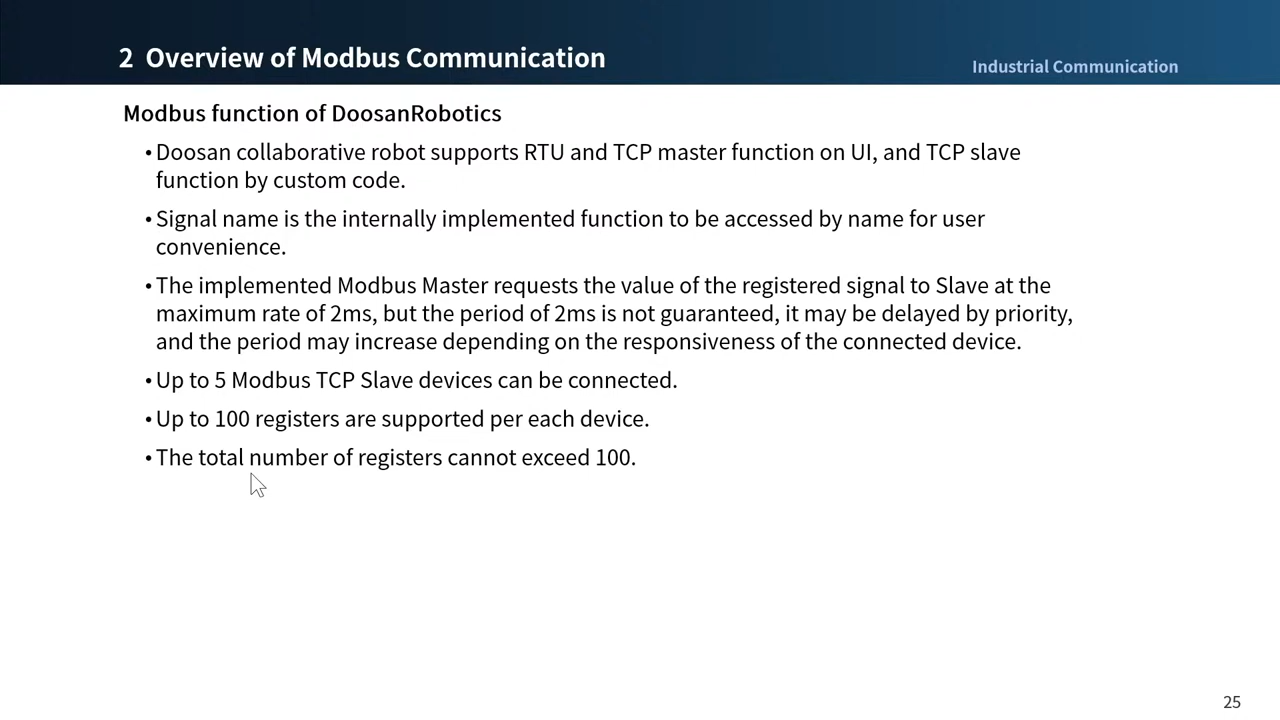 2 Overview of Modbus Communication
Industrial Communication
Modbus function of DoosanRobotics
•Doosan collaborative robot supports RTU and TCP master function on UI, and TCP slave
function by custom code.
•Signal name is the internally implemented function to be accessed by name for user
convenience.
•The implemented Modbus Master requests the value of the registered signal to Slave at the
maximum rate of 2ms, but the period of 2ms is not guaranteed, it may be delayed by priority,
and the period may increase depending on the responsiveness of the connected device.
•Up to 5 Modbus TCP Slave devices can be connected.
•Up to 100 registers are supported per each device.
•The total number of registers cannot exceed 100.
25